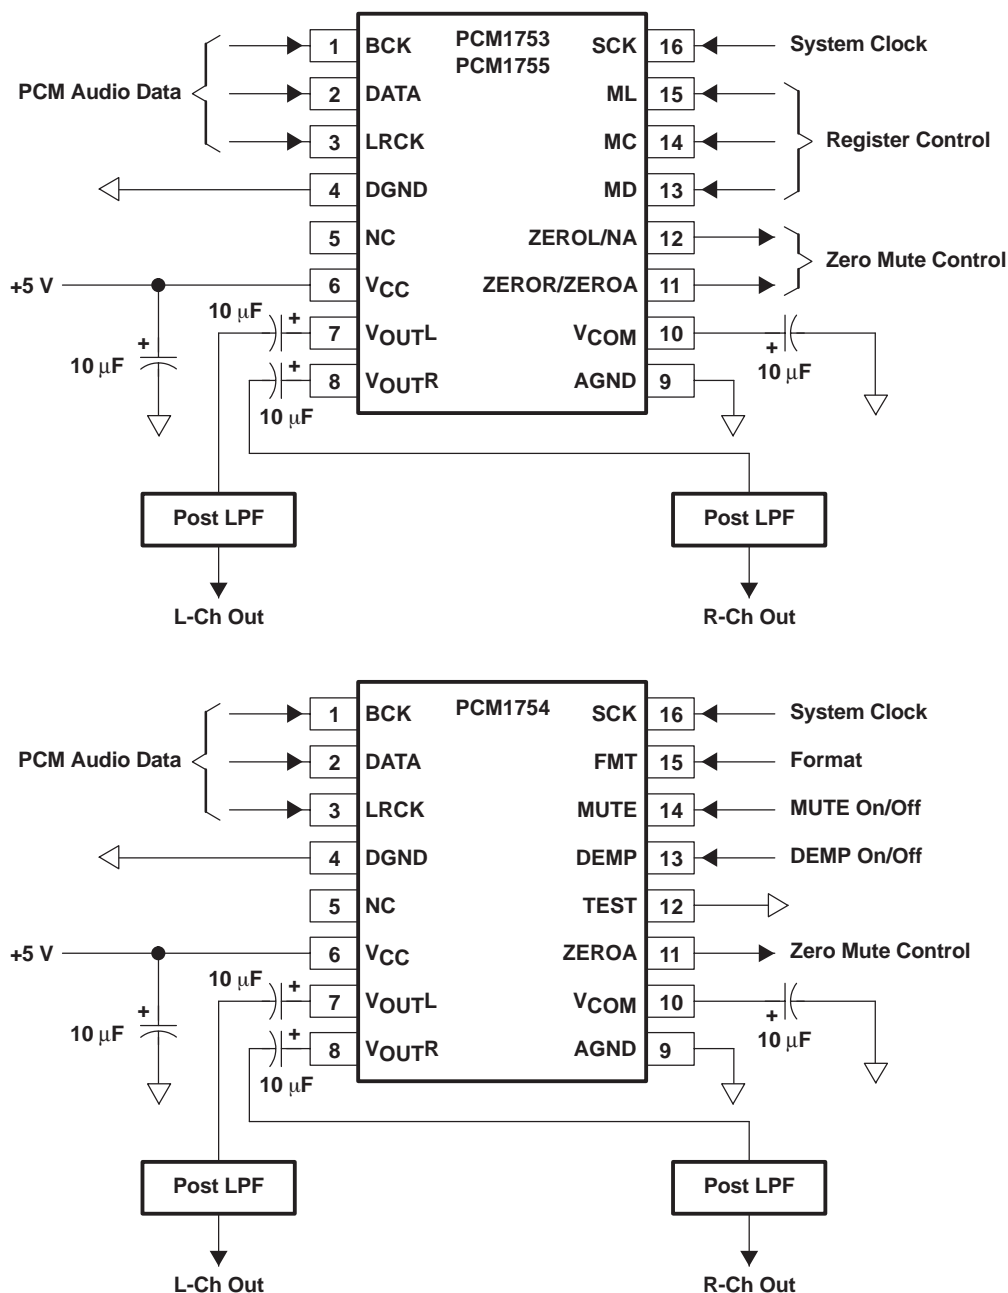 PCM1753
PCM1755
1 BCK
SCK 16
System Clock
PCM Audio Data
2 DATA
ML 15
3 LRCK
MC 14
Register Control
4 DGND
MD 13
5 NC
ZEROL/NA 12
Zero Mute Control
+5 V
6 VCC
ZEROR/ZEROA 11
10 μF
+
7 VOUTL
VCOM 10
+
10 μF
+
10 μF
+
8 VOUTR
AGND 9
10 μF
Post LPF
Post LPF
L-Ch Out
R-Ch Out
PCM1754
1 BCK
SCK 16
System Clock
PCM Audio Data
2 DATA
FMT 15
Format
3 LRCK
MUTE 14
MUTE On/Off
4 DGND
DEMP 13
DEMP On/Off
5 NC
TEST 12
+5 V
6 VCC
ZEROA 11
Zero Mute Control
10 μF
+
7 VOUTL
VCOM 10
+
10 μF
+
10 μF
+
8 VOUTR
AGND 9
10 μF
Post LPF
Post LPF
L-Ch Out
R-Ch Out